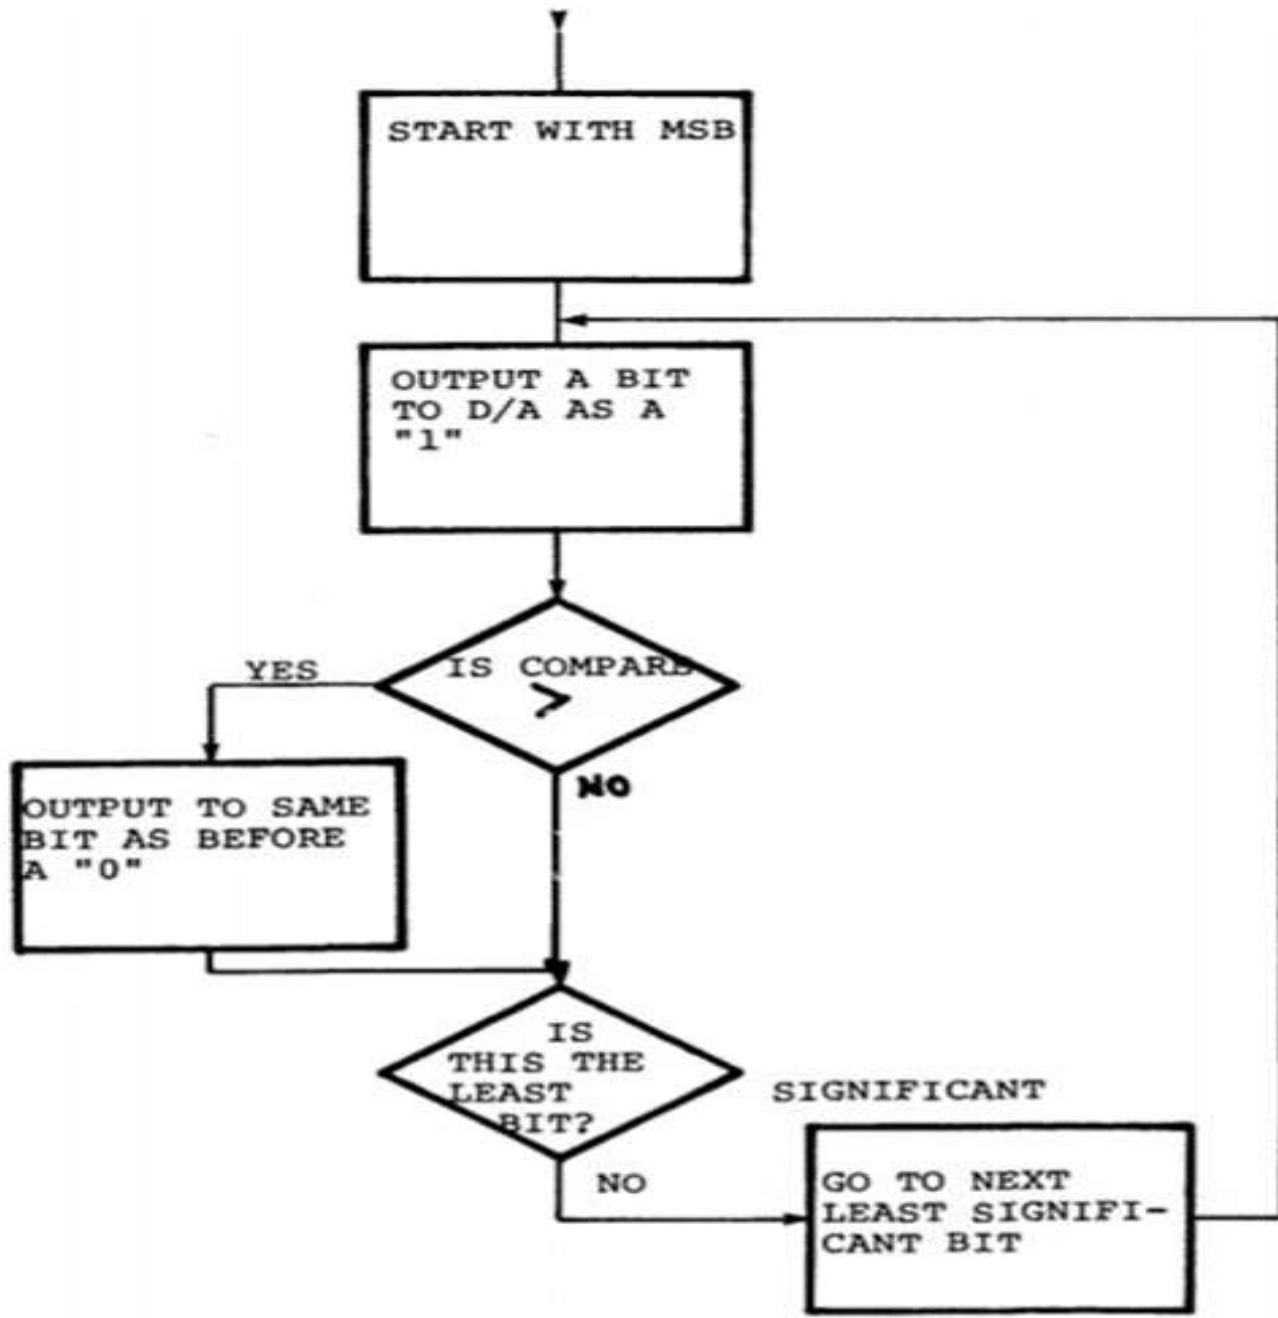 START WITH MSB
OUTPUT A BIT
TO D/A AS A
"1"
IS COMPARE
>
YES
NO
OUTPUT TO SAME
BIT AS BEFORE
A "0"
IS
THIS THE
LEAST
BIT?
SIGNIFICANT
NO
GO TO NEXT
LEAST SIGNIFI-
CANT BIT